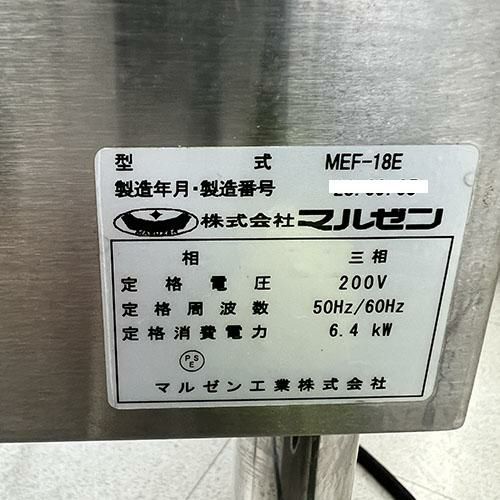 型式 MEF-18E
製造年月・製造番号
MARUZEN 株式会社マルゼン
相 三相
定格電圧 200V
定格周波数 50Hz/60Hz
定格消費電力 6.4 kW
PSE
マルゼン工業株式会社